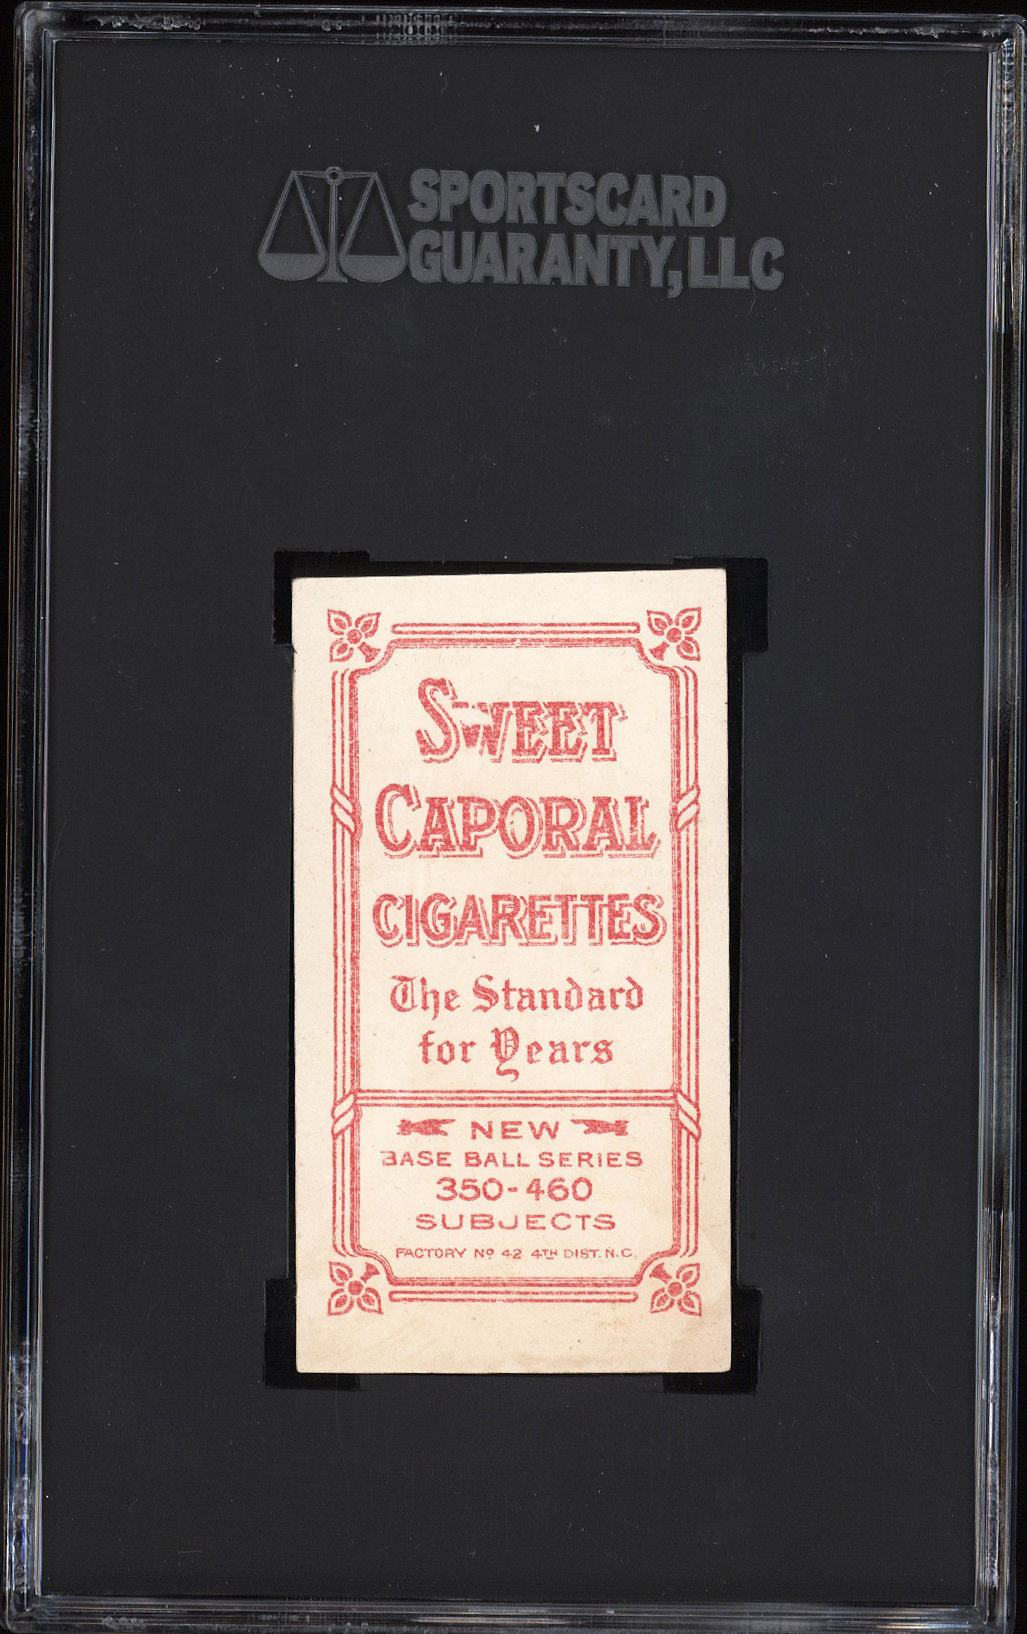 SPORTSCARD
GUARANTY, LLC
SWEET
CAPORAL
CIGARETTES
The Standard
for Years
NEW
BASE BALL SERIES
350-460
SUBJECTS
FACTORY Nº 42 4TH DIST. N.C.